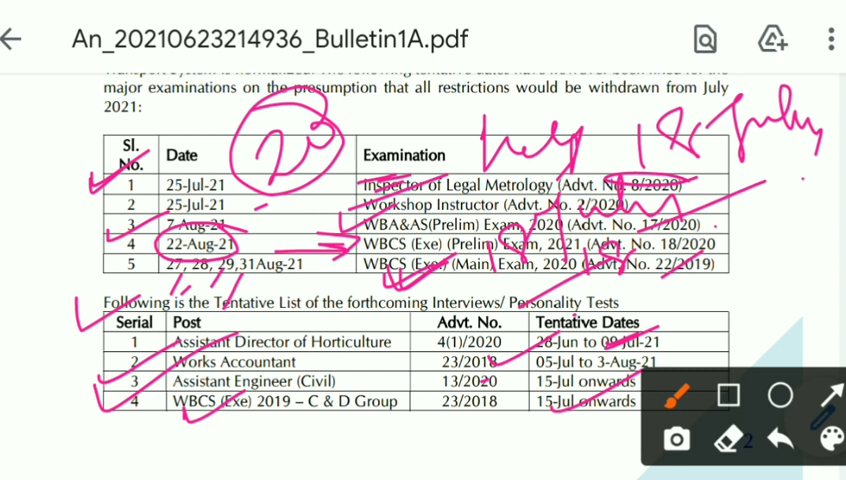 An_20210623214936_Bulletin1A.pdf
major examinations on the presumption that all restrictions would be withdrawn from July
2021:
Sl. No. Date Examination
1 25-Jul-21 Inspector of Legal Metrology (Advt. No. 8/2020)
2 25-Jul-21 Workshop Instructor (Advt. No. 2/2020)
3 7-Aug-21 WBA&AS(Prelim) Exam, 2020 (Advt. No. 17/2020)
4 22-Aug-21 WBCS (Exe) (Prelim) Exam, 2021 (Advt. No. 18/2020
5 27, 28, 29,31Aug-21 WBCS (Exe.) (Main) Exam, 2020 (Advt. No. 22/2019)
Following is the Tentative List of the forthcoming Interviews/ Personality Tests
Serial Post Advt. No. Tentative Dates
1 Assistant Director of Horticulture 4(1)/2020 28-Jun to 09-Jul-21
2 Works Accountant 23/2018 05-Jul to 3-Aug-21
3 Assistant Engineer (Civil) 13/2020 15-Jul onwards
4 WBCS (Exe) 2019 – C & D Group 23/2018 15-Jul onwards
2